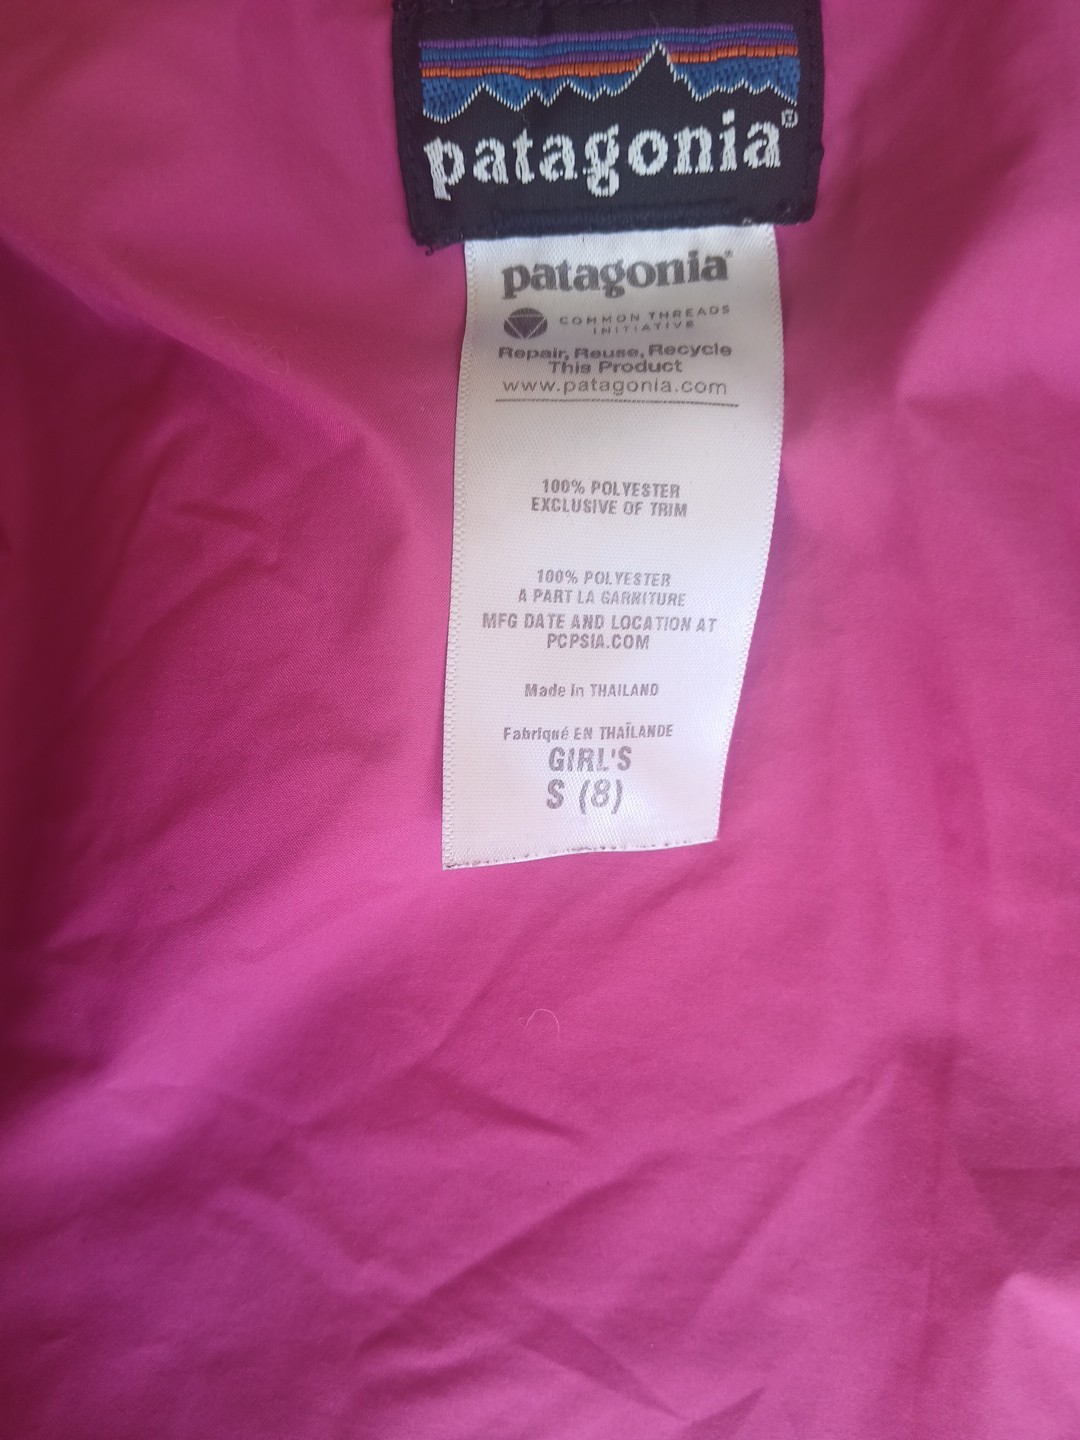 patagonia®
patagonia®
COMMON THREADS
INITIATIVE
Repair, Reuse, Recycle
This Product
www.patagonia.com
100% POLYESTER
EXCLUSIVE OF TRIM
100% POLYESTER
A PART LA GARNITURE
MFG DATE AND LOCATION AT
PCPSIA.COM
Made in THAILAND
Fabriqué EN THAÏLANDE
GIRL'S
S (8)